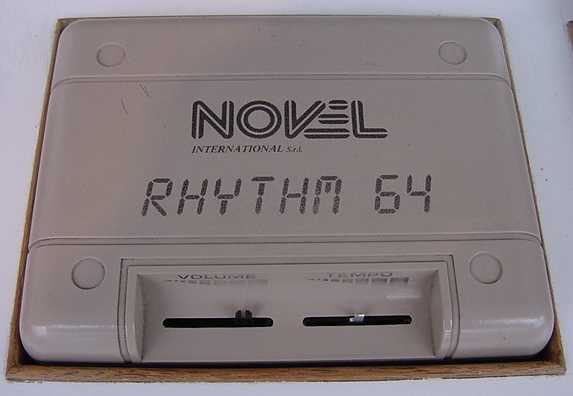 NOVEL
INTERNATIONAL S.r.l.
RHYTHM 64
VOLUME TEMPO